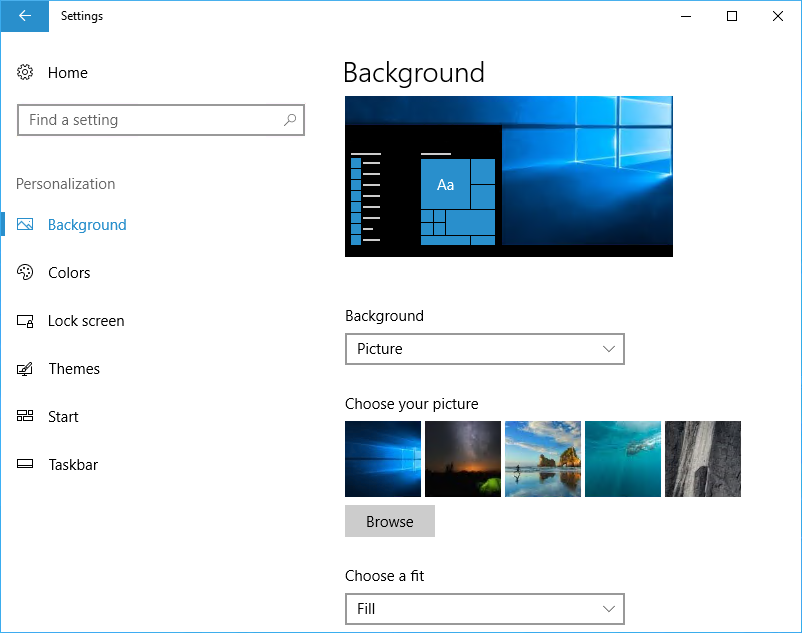 Settings
Home
Find a setting
Personalization
Background
Colors
Lock screen
Themes
Start
Taskbar
Background
Aa
Background
Picture
Choose your picture
Browse
Choose a fit
Fill